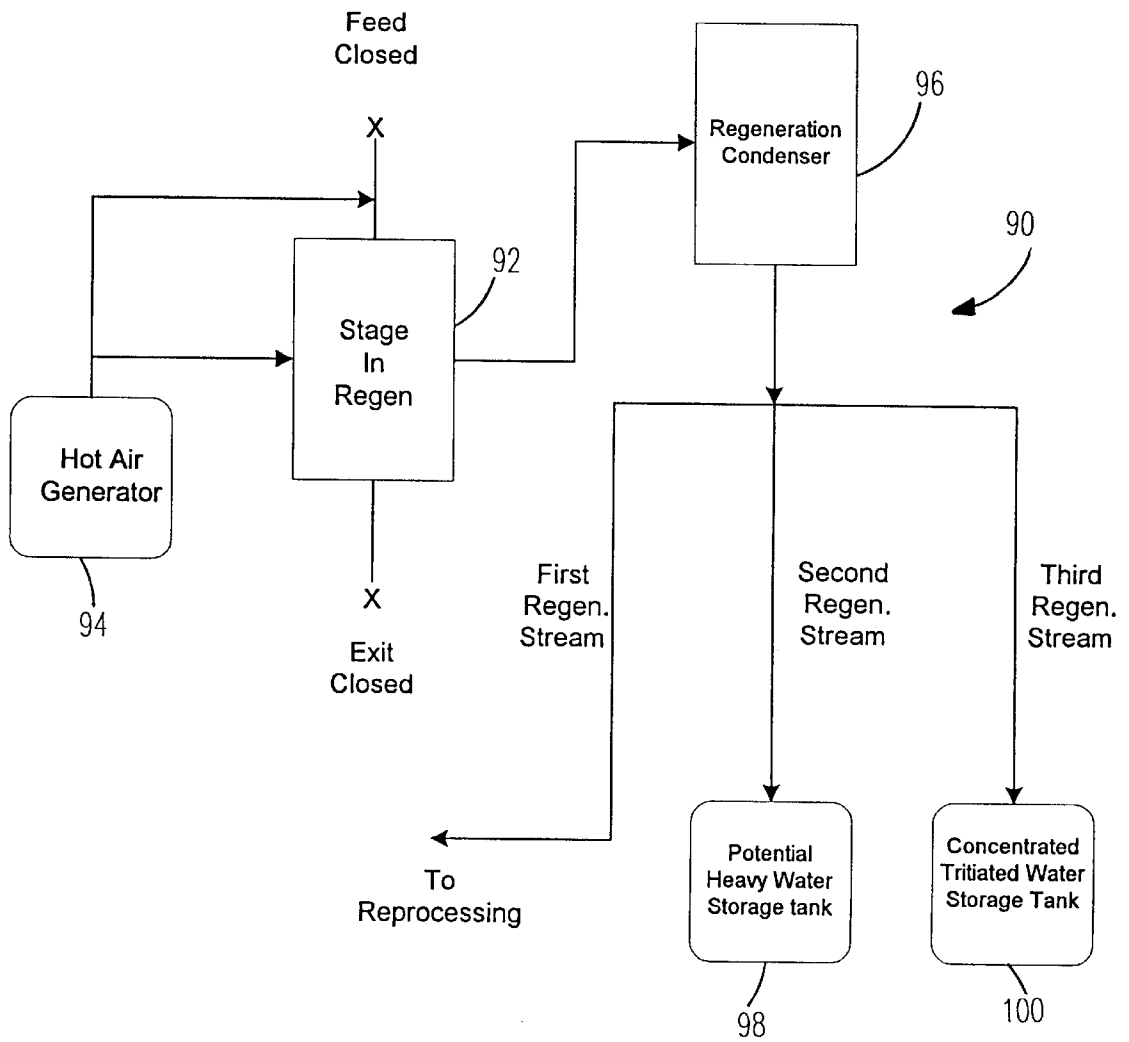 Feed
Closed
X
96
Regeneration
Condenser
90
92
Stage
In
Regen
Hot Air
Generator
94
X
Exit
Closed
First
Regen.
Stream
Second
Regen.
Stream
Third
Regen.
Stream
To
Reprocessing
Potential
Heavy Water
Storage tank
98
Concentrated
Tritiated Water
Storage Tank
100